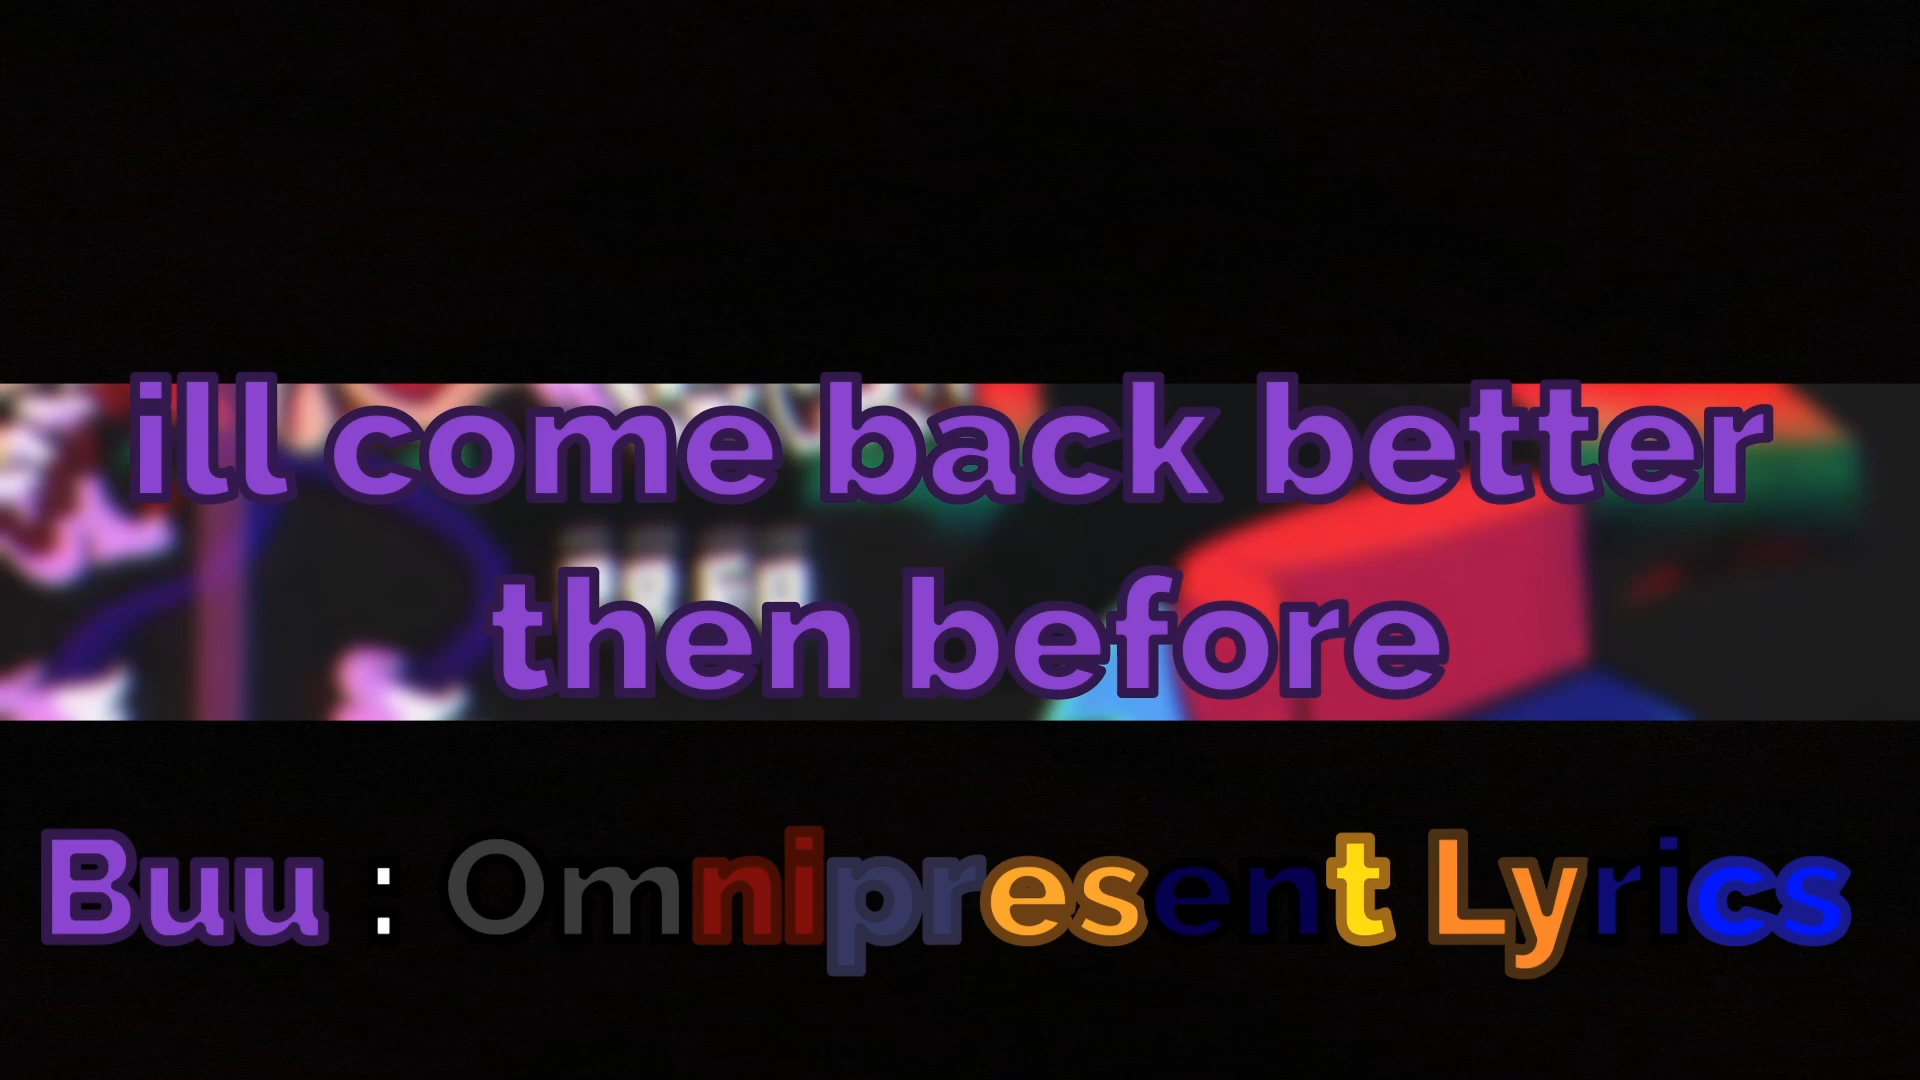 ill come back better
then before
Buu : Omnipresent Lyrics